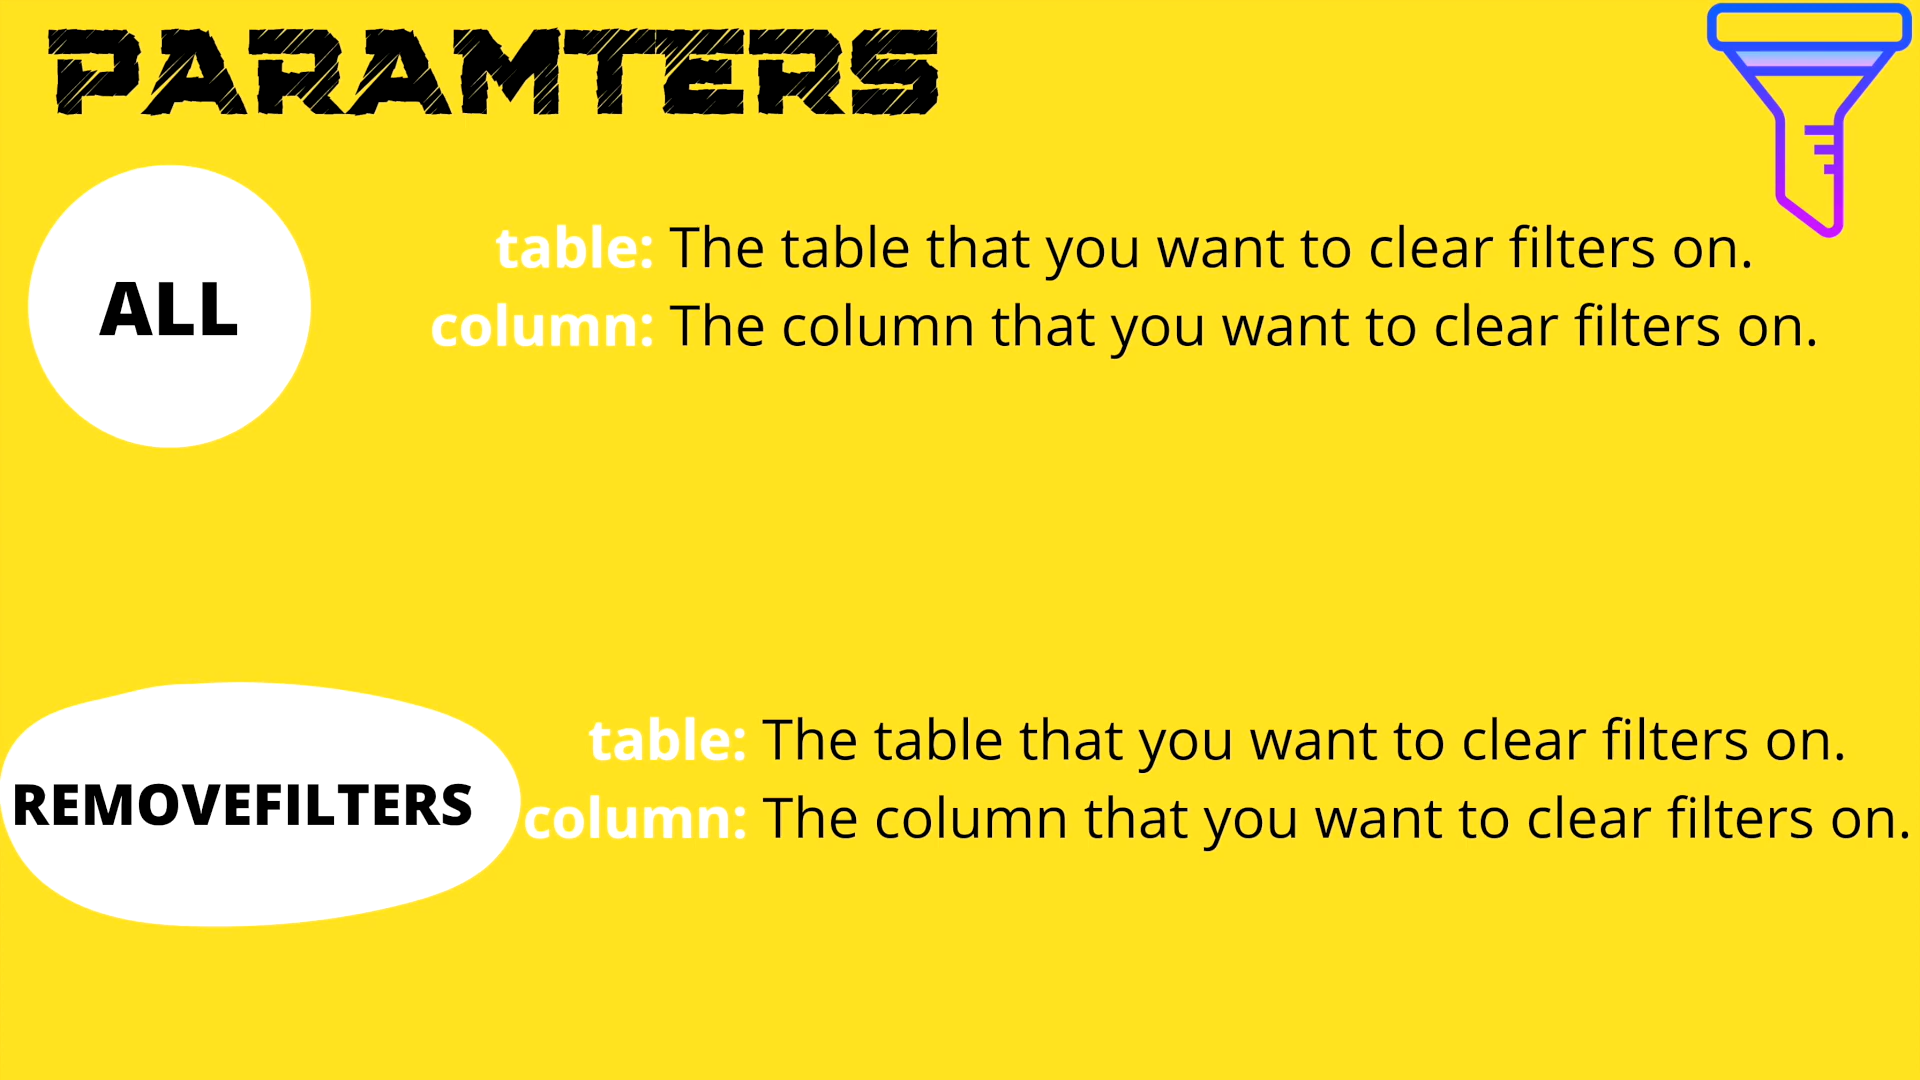 PARAMTERS
ALL
table: The table that you want to clear filters on.
column: The column that you want to clear filters on.
REMOVEFILTERS
table: The table that you want to clear filters on.
column: The column that you want to clear filters on.